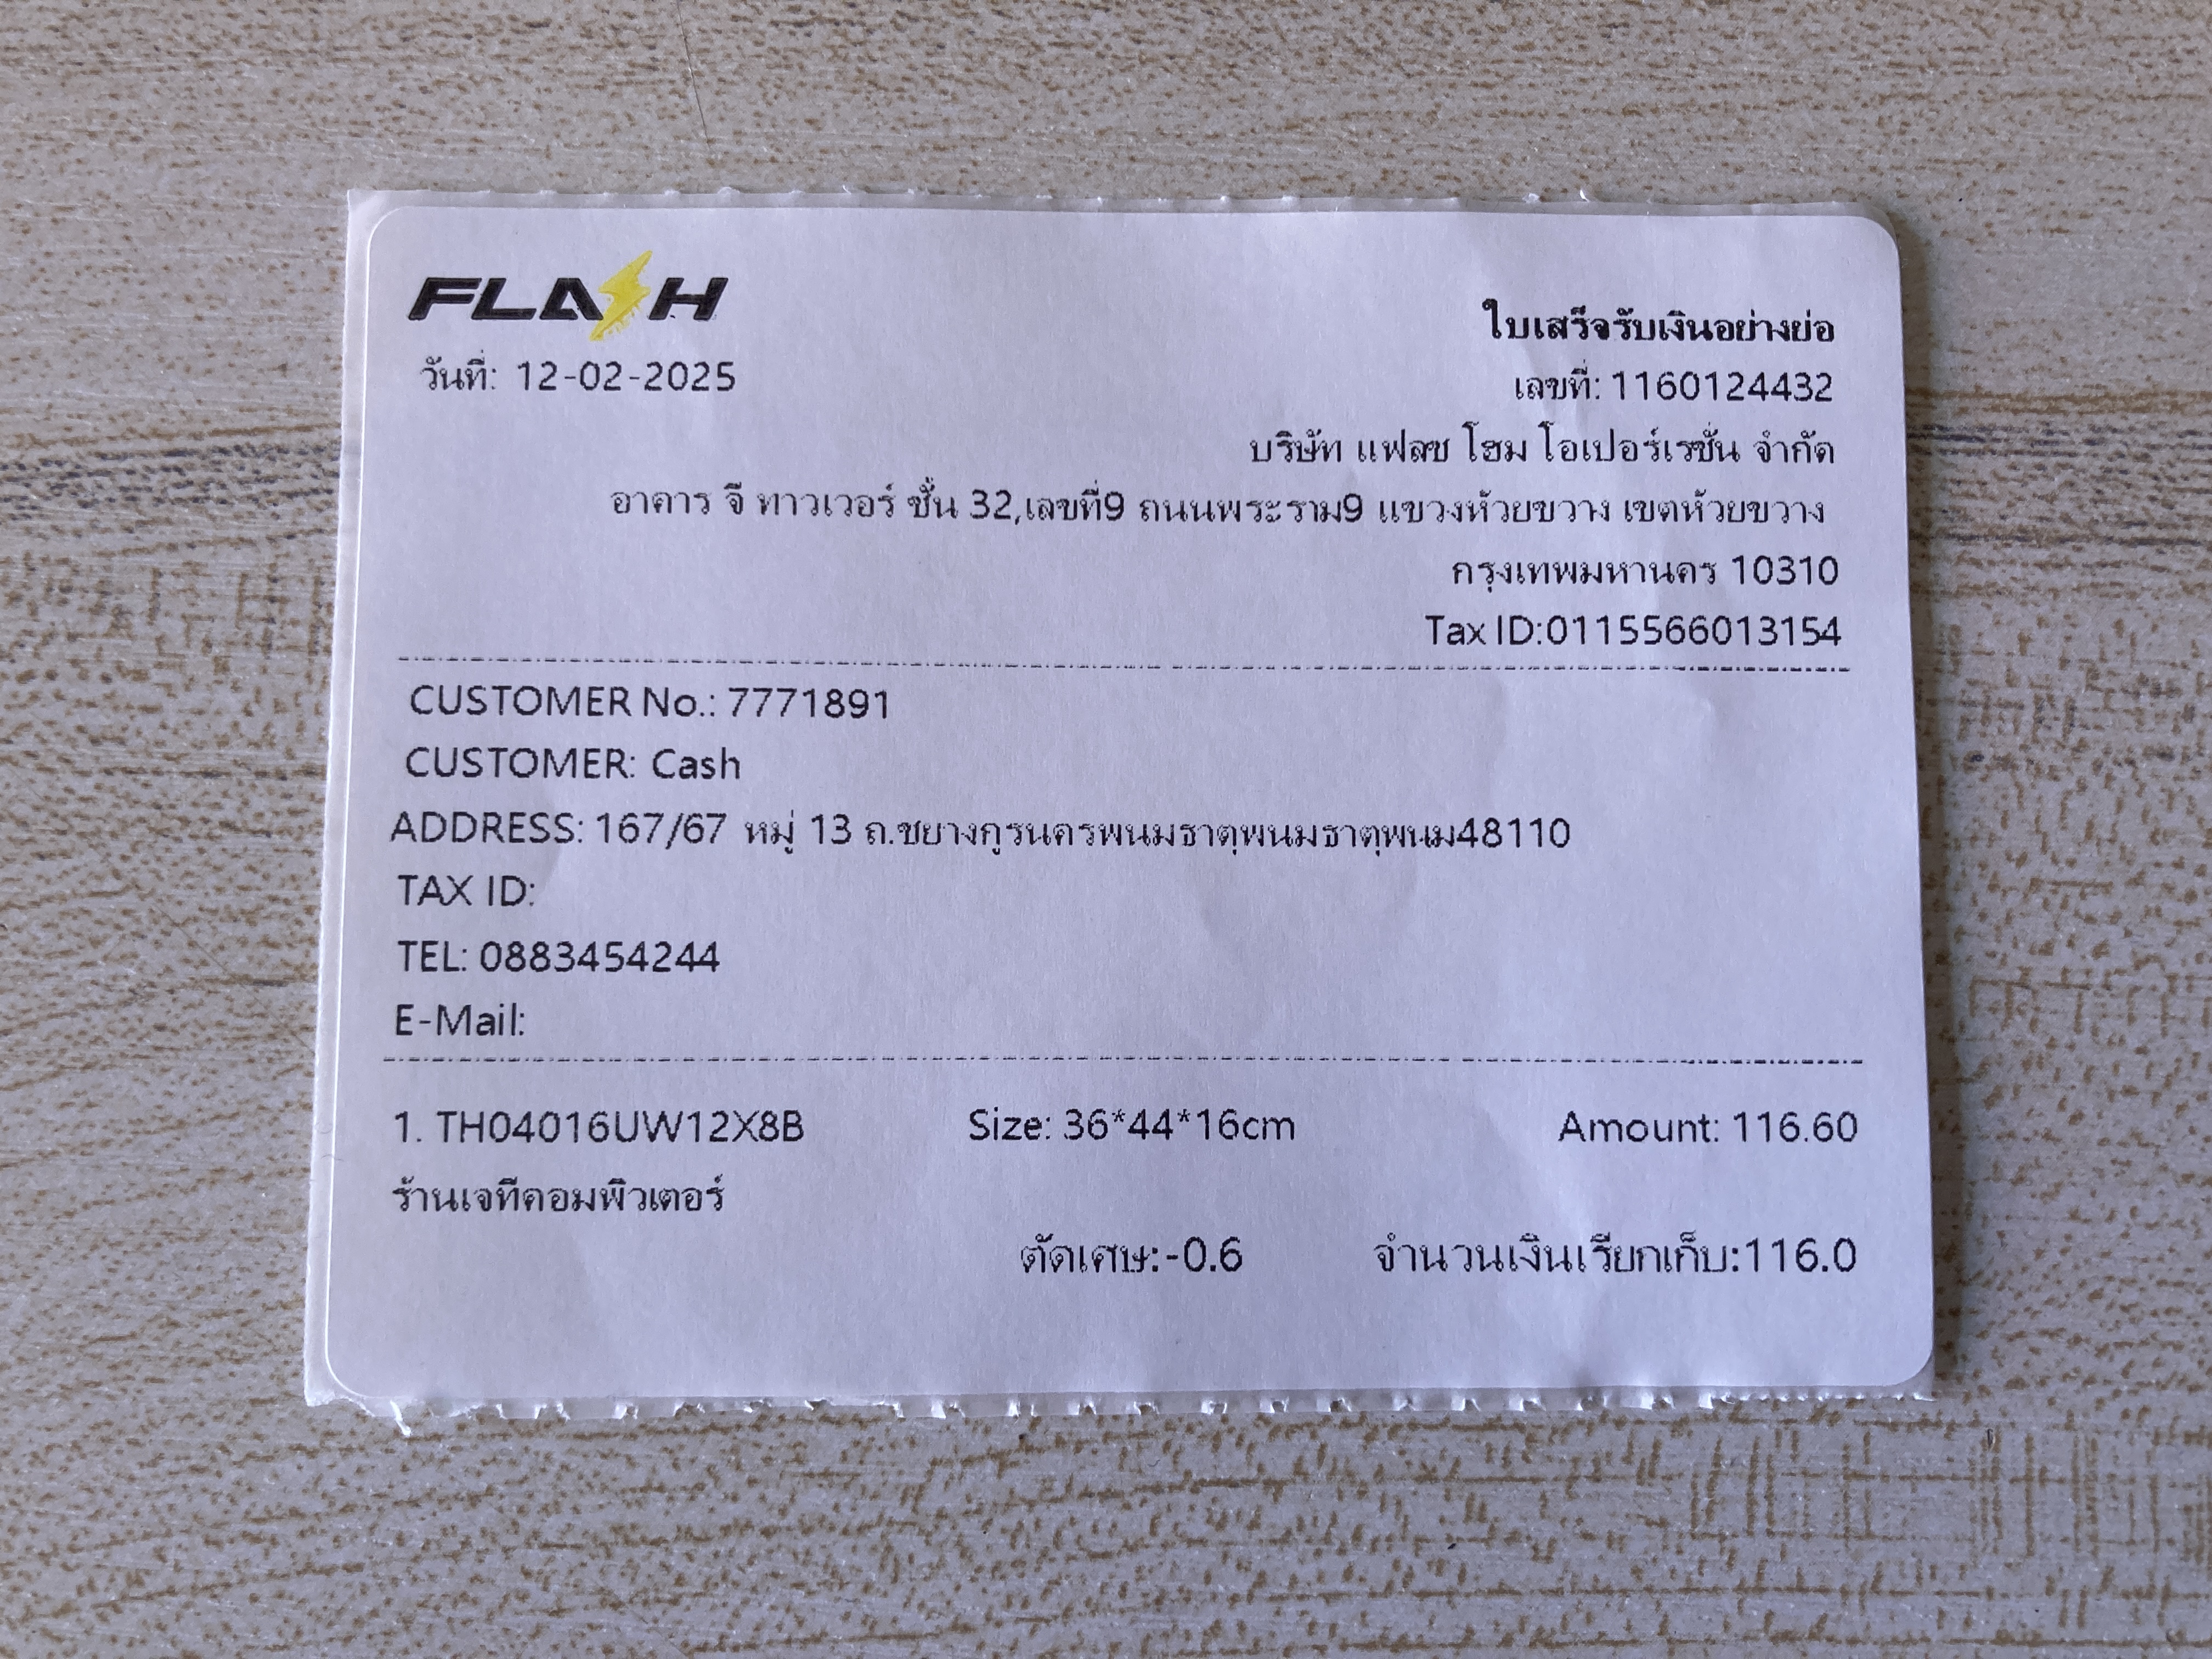 FLASH
ใบเสร็จรับเงินอย่างย่อ
วันที่: 12-02-2025
เลขที่: 1160124432
บริษัท แฟลช โฮม โอเปอร์เรชั่น จำกัด
อาคาร จี ทาวเวอร์ ชั้น 32,เลขที่9 ถนนพระราม9 แขวงห้วยขวาง เขตห้วยขวาง
กรุงเทพมหานคร 10310
Tax ID:0115566013154
CUSTOMER No.: 7771891
CUSTOMER: Cash
ADDRESS: 167/67 หมู่ 13 ถ.ชยางกูรนครพนมธาตุพนมธาตุพนม48110
TAX ID:
TEL: 0883454244
E-Mail:
1. TH04016UW12X8B Size: 36*44*16cm Amount: 116.60
ร้านเจทีคอมพิวเตอร์
ตัดเศษ:-0.6 จำนวนเงินเรียกเก็บ:116.0